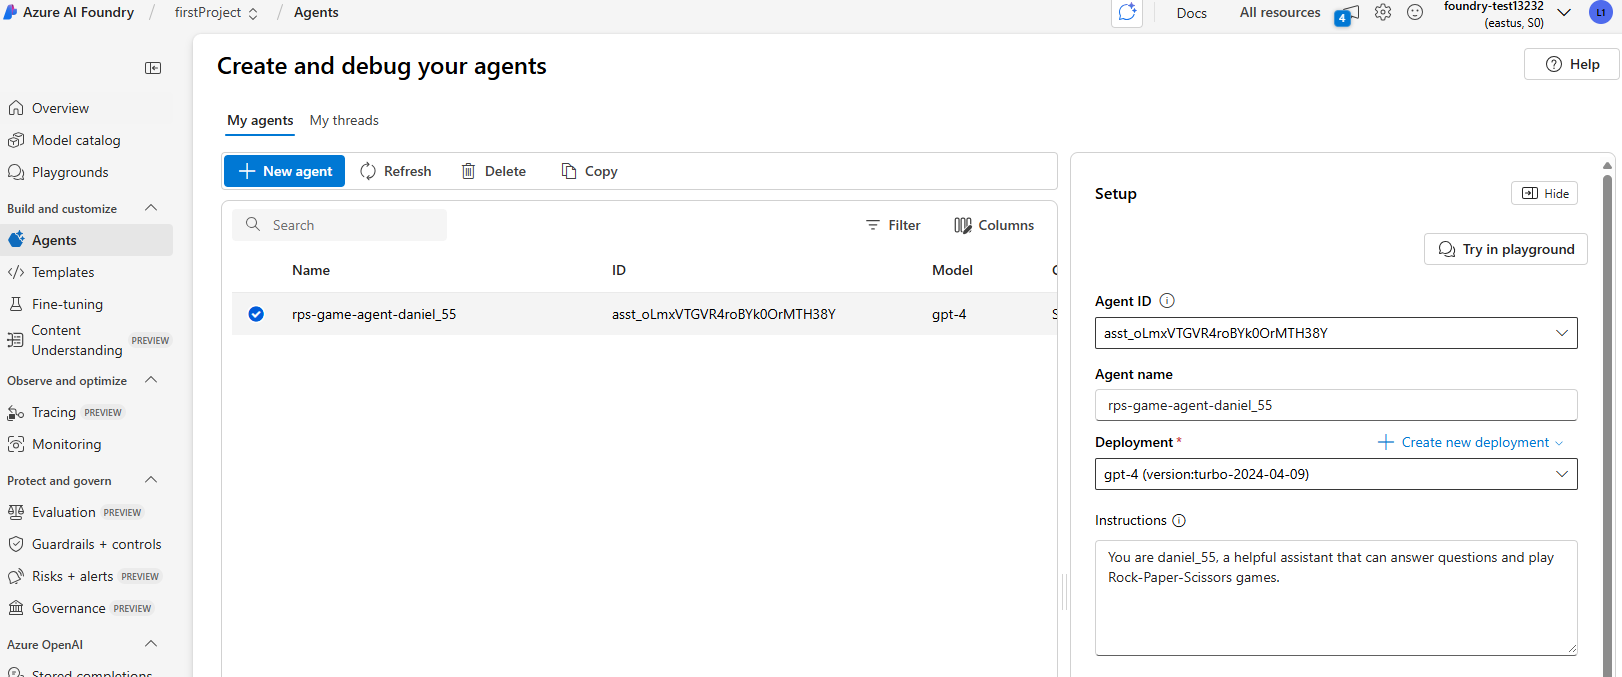 Azure AI Foundry / firstProject / Agents
Docs
All resources
4
foundry-test13232
(eastus, S0)
L1
Overview
Model catalog
Playgrounds
Build and customize
Agents
Templates
Fine-tuning
Content
Understanding PREVIEW
Observe and optimize
Tracing PREVIEW
Monitoring
Protect and govern
Evaluation PREVIEW
Guardrails + controls
Risks + alerts PREVIEW
Governance PREVIEW
Azure OpenAI
Stored completions
Create and debug your agents
Help
My agents My threads
New agent Refresh Delete Copy
Search
Filter Columns
Name ID Model
rps-game-agent-daniel_55 asst_oLmxVTGVR4roBYk0OrMTH38Y gpt-4
Setup
Hide
Try in playground
Agent ID
asst_oLmxVTGVR4roBYk0OrMTH38Y
Agent name
rps-game-agent-daniel_55
Deployment * Create new deployment
gpt-4 (version:turbo-2024-04-09)
Instructions
You are daniel_55, a helpful assistant that can answer questions and play
Rock-Paper-Scissors games.